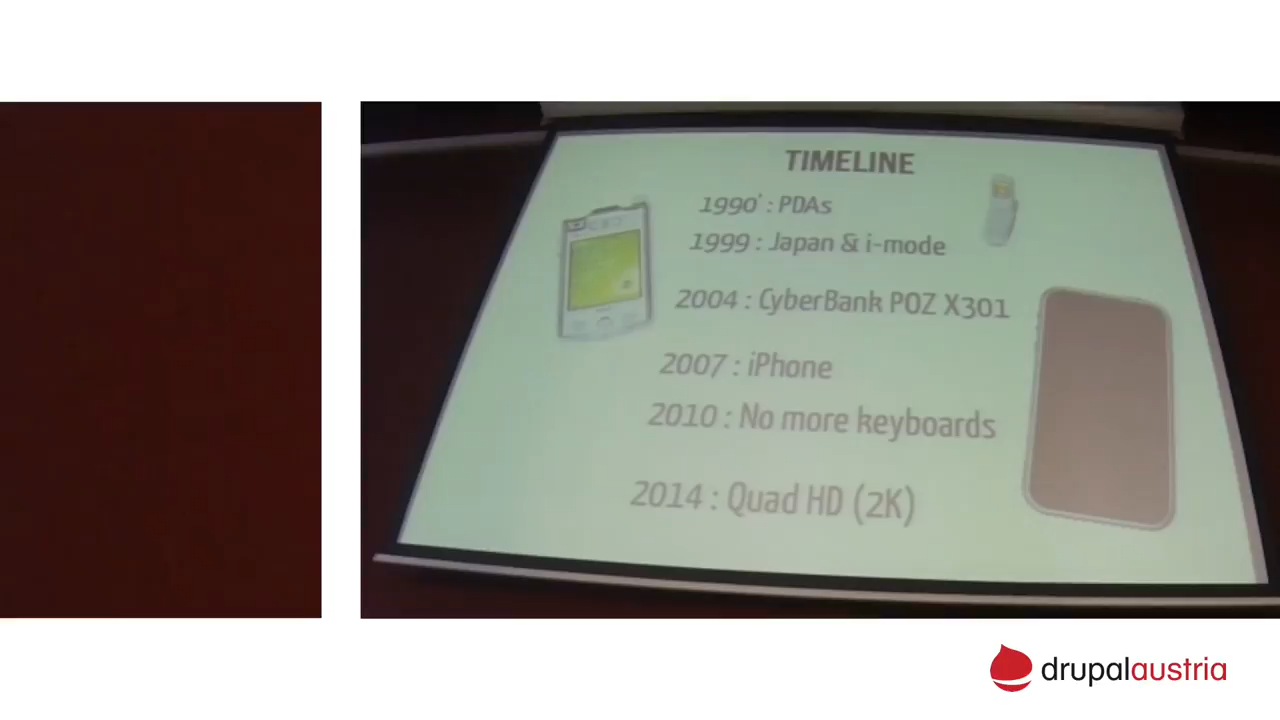 TIMELINE
1990' : PDAs
1999 : Japan & i-mode
2004 : CyberBank POZ X301
2007 : iPhone
2010 : No more keyboards
2014 : Quad HD (2K)
drupalaustria